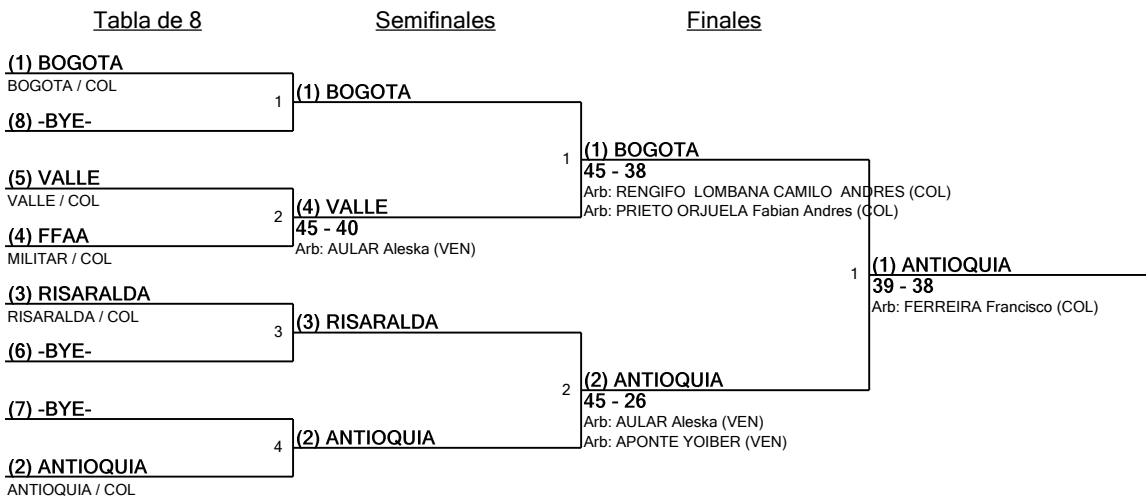 Tabla de 8
Semifinales
Finales
(1) BOGOTA
BOGOTA / COL
(8) -BYE-
1
(5) VALLE
VALLE / COL
(4) FFAA
MILITAR / COL
2
(3) RISARALDA
RISARALDA / COL
(6) -BYE-
3
(7) -BYE-
(2) ANTIOQUIA
ANTIOQUIA / COL
4
(1) BOGOTA
(4) VALLE
45 - 40
Arb: AULAR Aleska (VEN)
1
(3) RISARALDA
(2) ANTIOQUIA
2
(1) BOGOTA
45 - 38
Arb: RENGIFO  LOMBANA CAMILO  ANDRES (COL)
Arb: PRIETO ORJUELA Fabian Andres (COL)
(2) ANTIOQUIA
45 - 26
Arb: AULAR Aleska (VEN)
Arb: APONTE YOIBER (VEN)
1
(1) ANTIOQUIA
39 - 38
Arb: FERREIRA Francisco (COL)